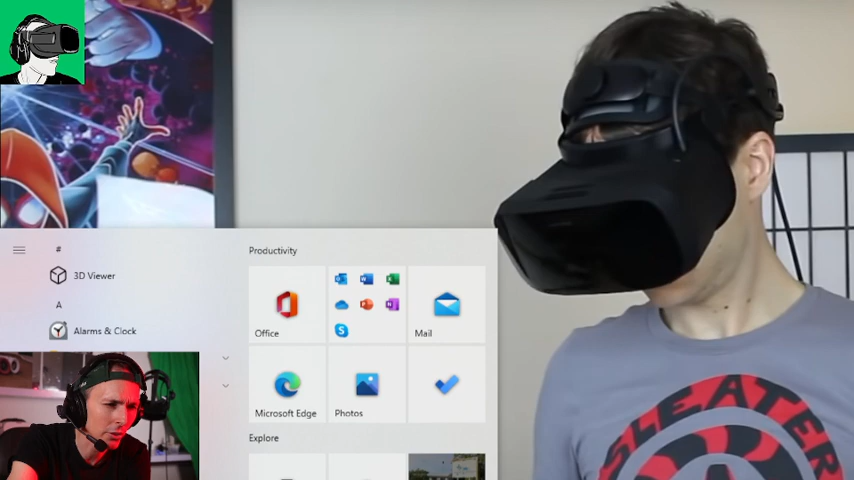 #
3D Viewer
A
Alarms & Clock
Productivity
Office
Mail
Microsoft Edge
Photos
Explore
SLEATER